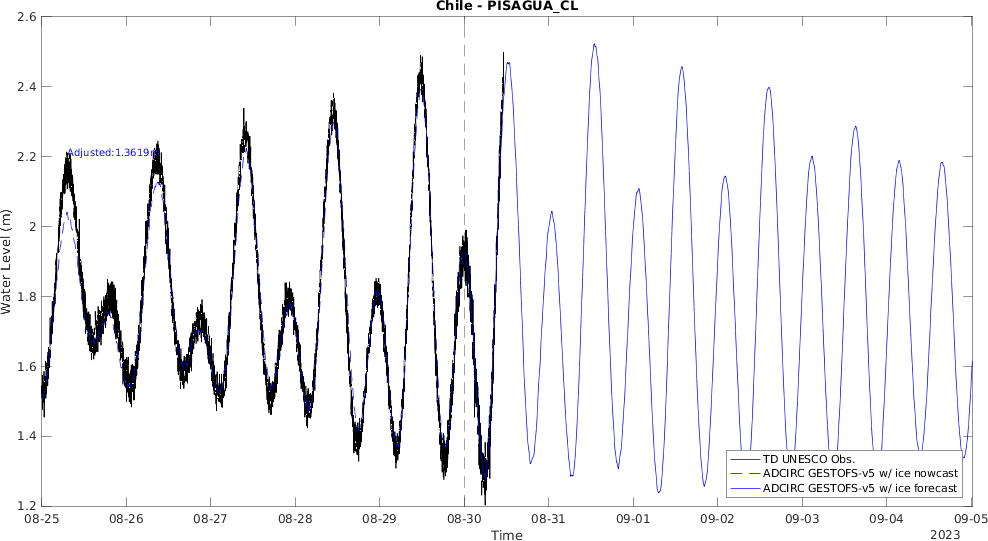 Chile - PISAGUA_CL
2.6
2.4
2.2
2
1.8
1.6
1.4
1.2
Water Level (m)
Adjusted:1.3619
TD UNESCO Obs.
ADCIRC GESTOFS-v5 w/ ice nowcast
ADCIRC GESTOFS-v5 w/ ice forecast
08-25 08-26 08-27 08-28 08-29 08-30 08-31 09-01 09-02 09-03 09-04 09-05
Time
2023